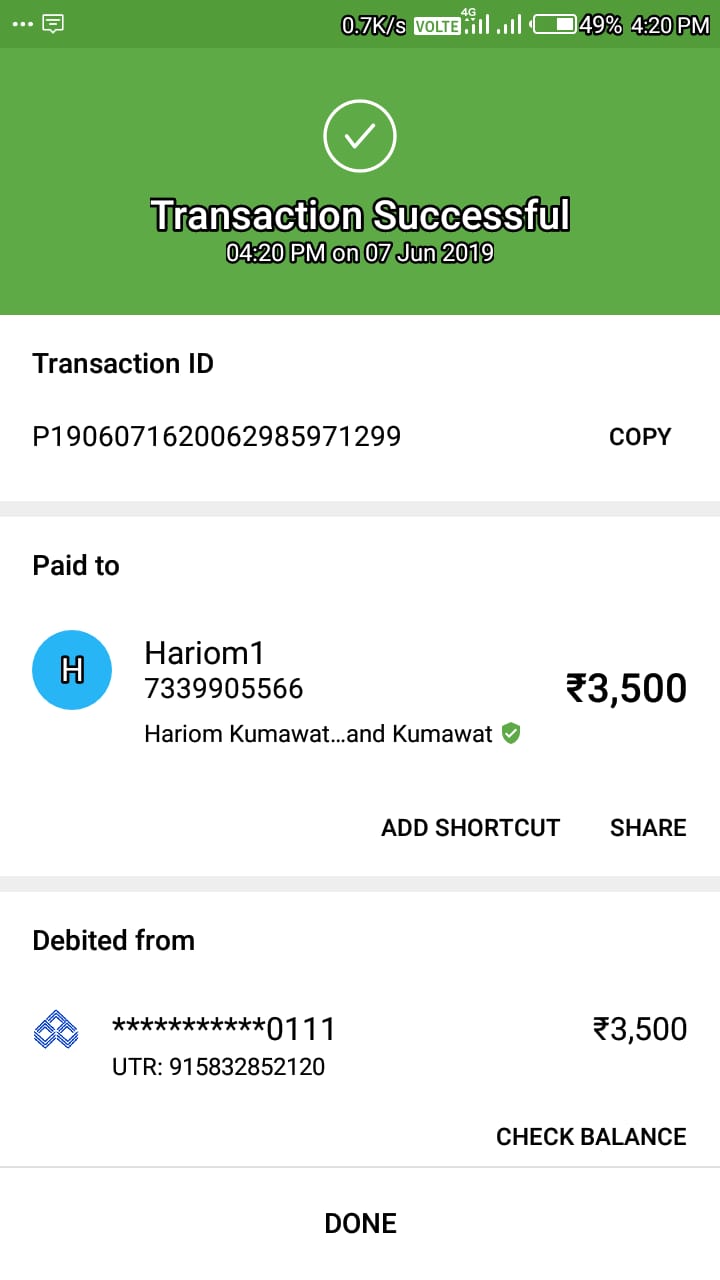 0.7K/s VOLTE 4G 49% 4:20 PM
Transaction Successful
04:20 PM on 07 Jun 2019
Transaction ID
P1906071620062985971299 COPY
Paid to
H Hariom1
7339905566 ₹3,500
Hariom Kumawat...and Kumawat
ADD SHORTCUT SHARE
Debited from
***********0111 ₹3,500
UTR: 915832852120
CHECK BALANCE
DONE